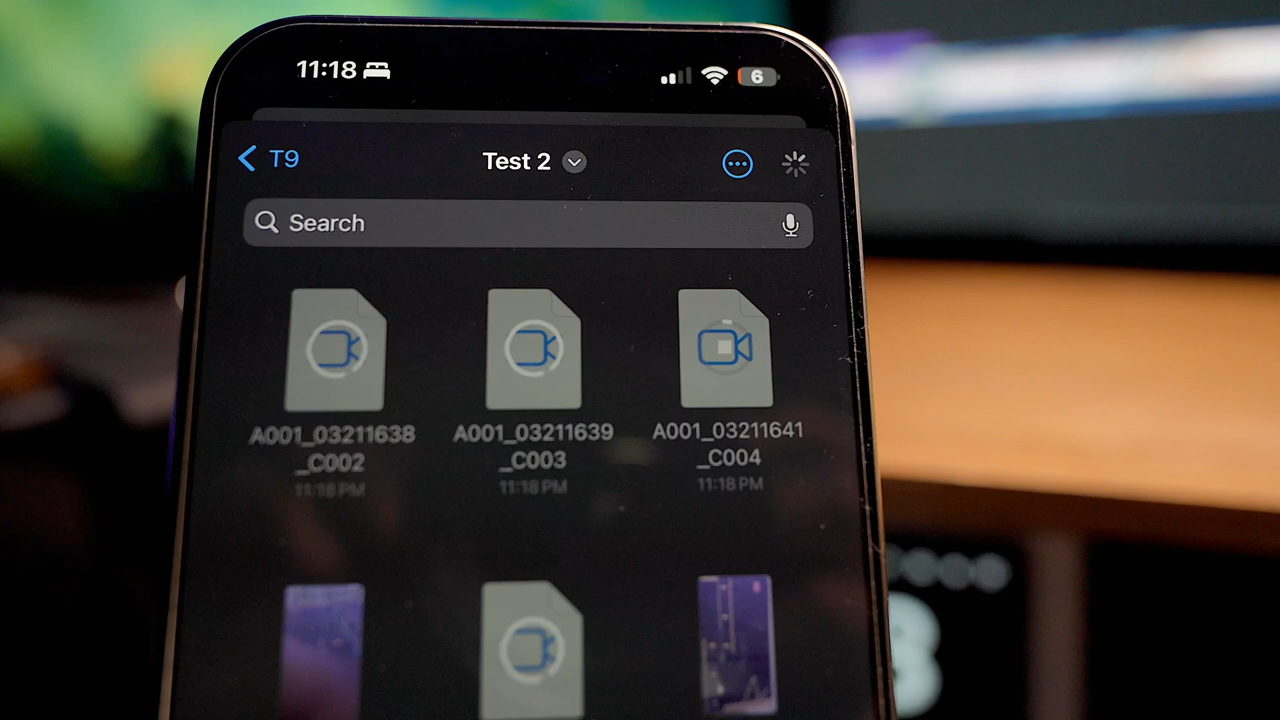 11:18 6
T9 Test 2
Search
A001_03211638 A001_03211639 A001_03211641
_C002 _C003 _C004
11:18 PM 11:18 PM 11:18 PM